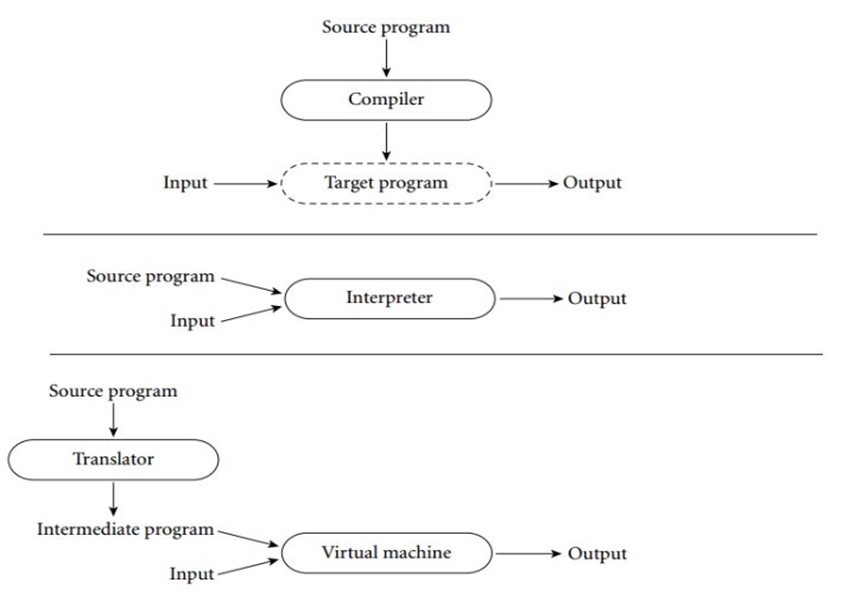 Source program
Compiler
Input
Target program
Output
Source program
Input
Interpreter
Output
Source program
Translator
Intermediate program
Input
Virtual machine
Output